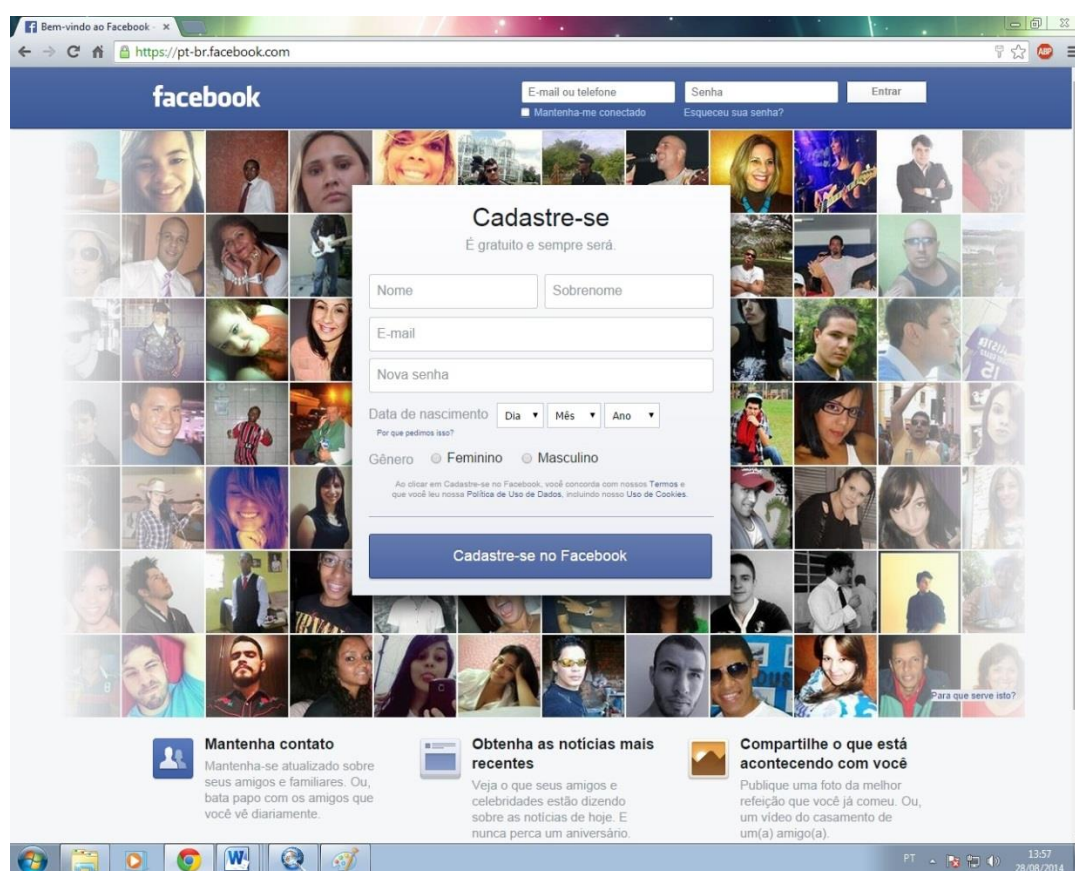 Bem-vindo ao Facebook -
https://pt-br.facebook.com
ABP
facebook
E-mail ou telefone
Senha
Entrar
Mantenha-me conectado
Esqueceu sua senha?
Cadastre-se
É gratuito e sempre será.
Nome
Sobrenome
E-mail
Nova senha
Data de nascimento Dia Mês Ano
Por que pedimos isso?
Gênero Feminino Masculino
Ao clicar em Cadastre-se no Facebook, você concorda com nossos Termos e
que você leu nossa Política de Uso de Dados, incluindo nosso Uso de Cookies.
Cadastre-se no Facebook
Para que serve isto?
Mantenha contato
Mantenha-se atualizado sobre
seus amigos e familiares. Ou,
bata papo com os amigos que
você vê diariamente.
Obtenha as notícias mais
recentes
Veja o que seus amigos e
celebridades estão dizendo
sobre as notícias de hoje. E
nunca perca um aniversário.
Compartilhe o que está
acontecendo com você
Publique uma foto da melhor
refeição que você já comeu. Ou,
um vídeo do casamento de
um(a) amigo(a).
PT
13:57
28/08/2014